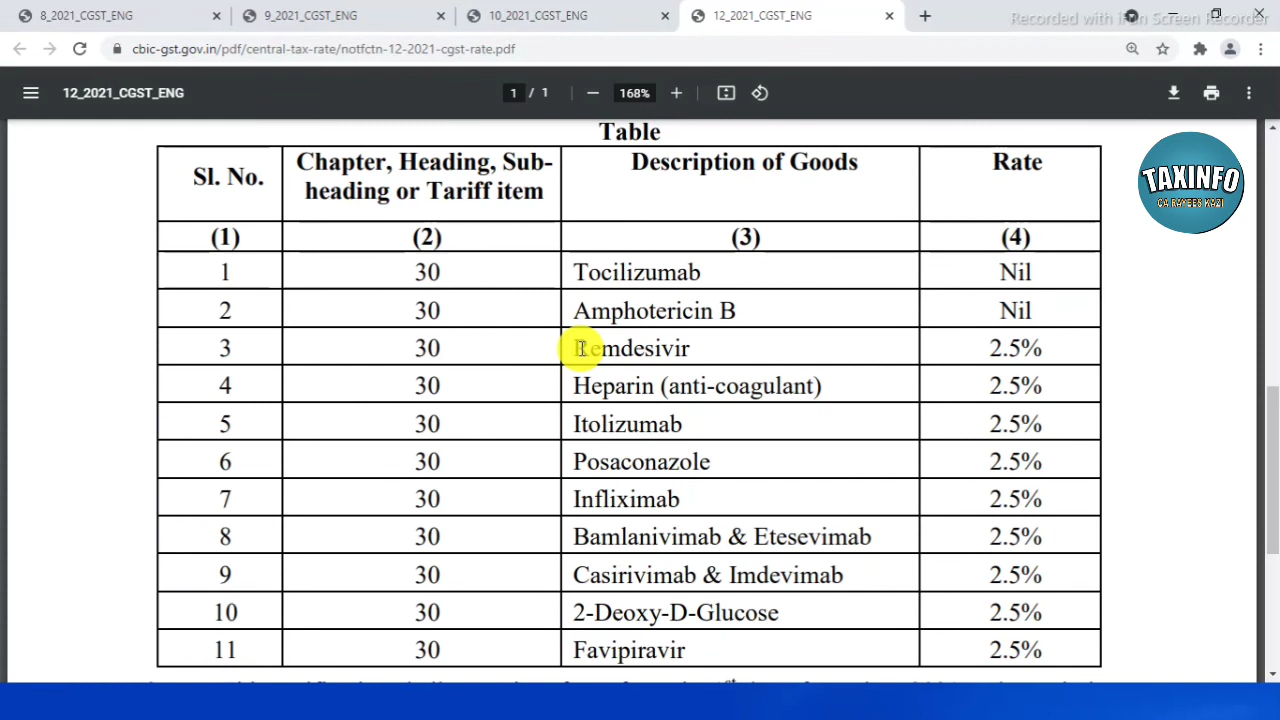 8_2021_CGST_ENG
9_2021_CGST_ENG
10_2021_CGST_ENG
12_2021_CGST_ENG
cbic-gst.gov.in/pdf/central-tax-rate/notfctn-12-2021-cgst-rate.pdf
12_2021_CGST_ENG
1 / 1
168%
Table
Sl. No. Chapter, Heading, Sub-heading or Tariff item Description of Goods Rate
(1) (2) (3) (4)
1 30 Tocilizumab Nil
2 30 Amphotericin B Nil
3 30 Remdesivir 2.5%
4 30 Heparin (anti-coagulant) 2.5%
5 30 Itolizumab 2.5%
6 30 Posaconazole 2.5%
7 30 Infliximab 2.5%
8 30 Bamlanivimab & Etesevimab 2.5%
9 30 Casirivimab & Imdevimab 2.5%
10 30 2-Deoxy-D-Glucose 2.5%
11 30 Favipiravir 2.5%
TAXINFO
CA RAYEES KAZI